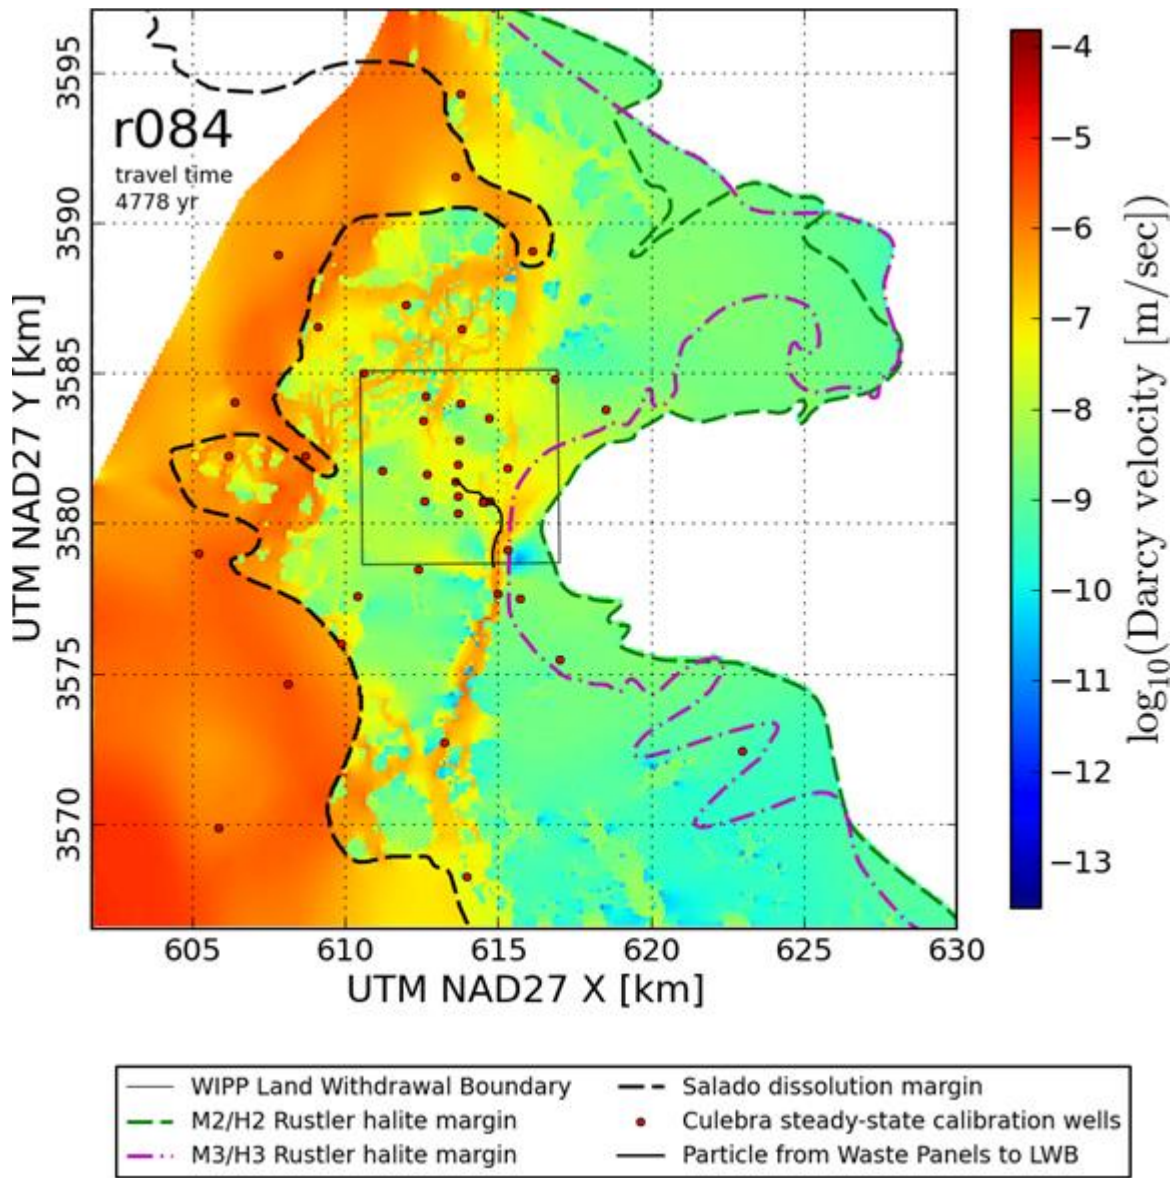 r084
travel time
4778 yr
3595
3590
3585
3580
3575
3570
UTM NAD27 Y [km]
605 610 615 620 625 630
UTM NAD27 X [km]
−4
−5
−6
−7
−8
−9
−10
−11
−12
−13
log10(Darcy velocity [m/sec])
WIPP Land Withdrawal Boundary
M2/H2 Rustler halite margin
M3/H3 Rustler halite margin
Salado dissolution margin
Culebra steady-state calibration wells
Particle from Waste Panels to LWB